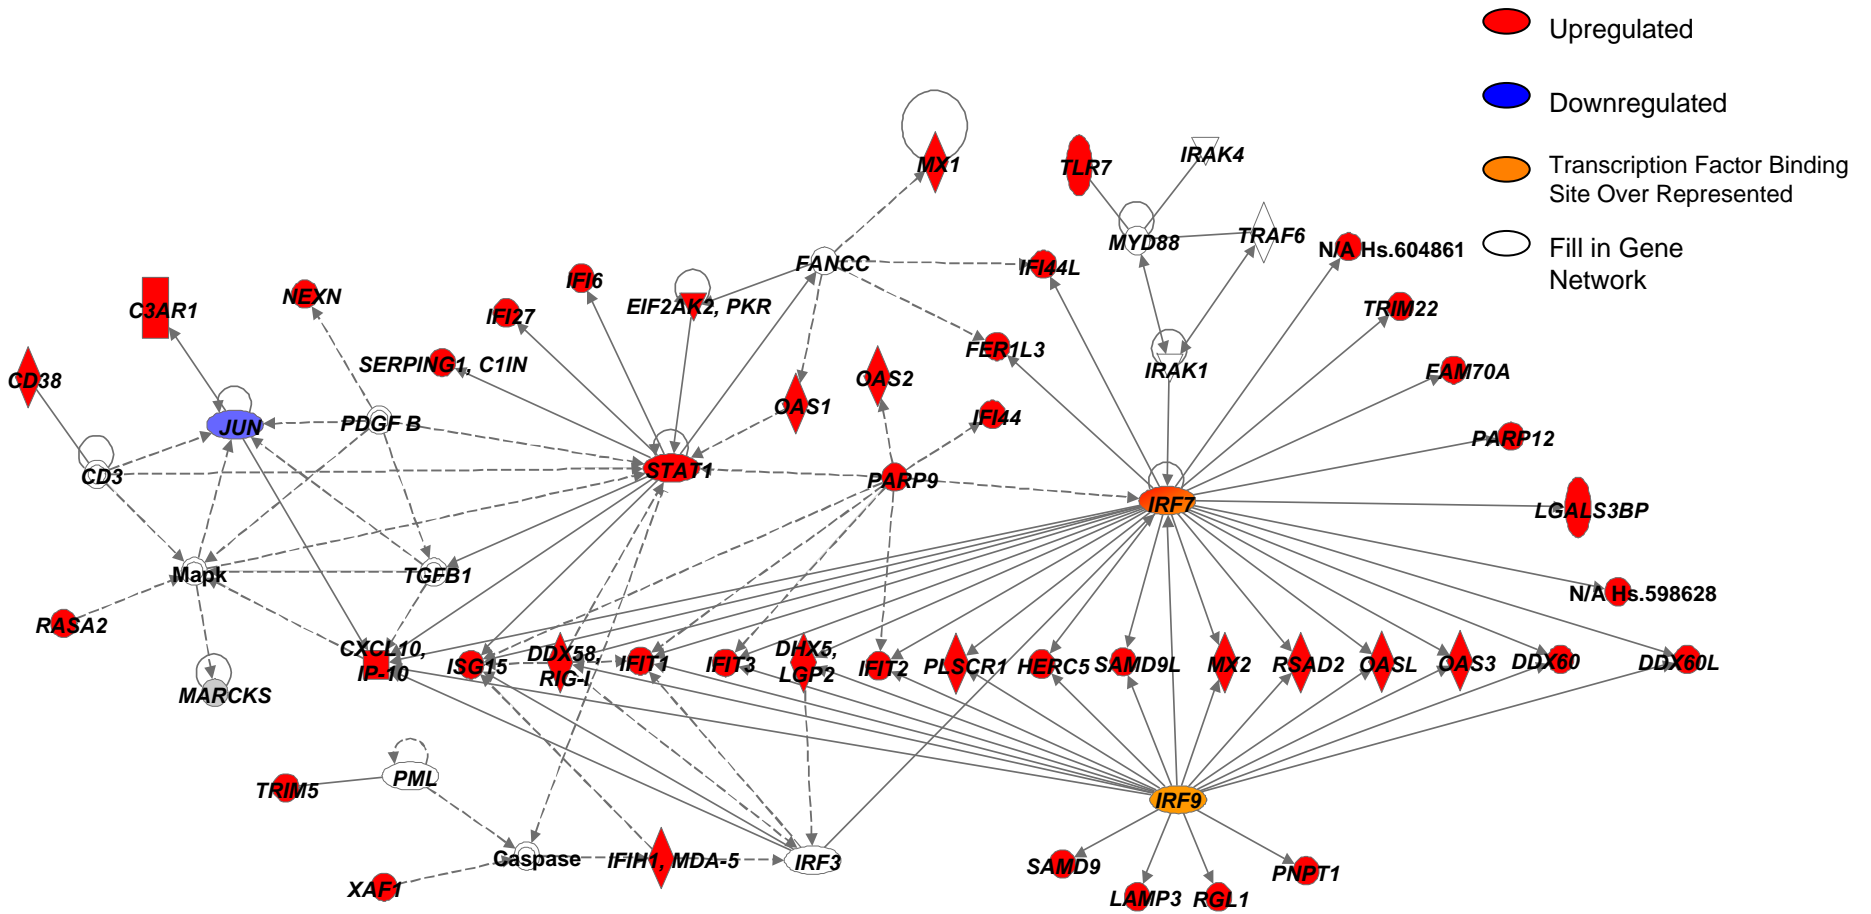 Upregulated
Downregulated
Transcription Factor Binding
Site Over Represented
Fill in Gene
Network
MX1
TLR7
IRAK4
MYD88
TRAF6
N/A Hs.604861
FANCC
IFI44L
IFI6
EIF2AK2, PKR
NEXN
C3AR1
IFI27
TRIM22
SERPING1, C1IN
FER1L3
IRAK1
FAM70A
CD38
OAS2
OAS1
IFI44
JUN
PDGF B
PARP12
CD3
STAT1
PARP9
IRF7
LGALS3BP
Mapk
TGFB1
N/A Hs.598628
RASA2
CXCL10,
IP-10
ISG15
DDX58,
RIG-I
IFIT1
IFIT3
DHX5,
LGP2
IFIT2
PLSCR1
HERC5
SAMD9L
MX2
RSAD2
OASL
OAS3
DDX60
DDX60L
MARCKS
PML
TRIM5
IRF9
Caspase
IFIH1, MDA-5
IRF3
SAMD9
PNPT1
XAF1
LAMP3
RGL1